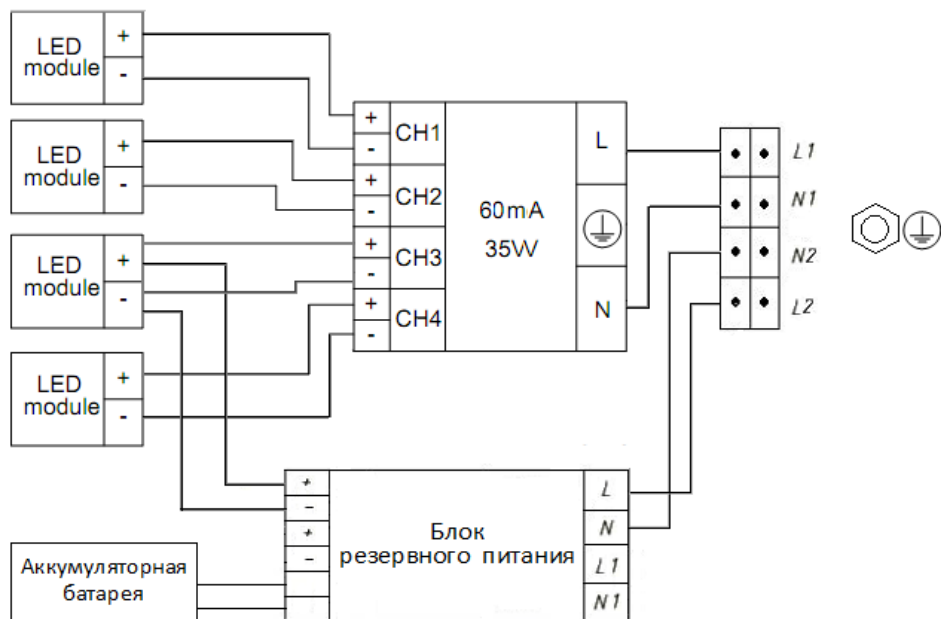 LED
module
+
-
LED
module
+
-
LED
module
+
-
LED
module
+
-
+
-
CH1
+
-
CH2
+
-
CH3
+
-
CH4
60mA
35W
L
N
L1
N1
N2
L2
+
-
+
-
Блок
резервного питания
L
N
L1
N1
Аккумуляторная
батарея